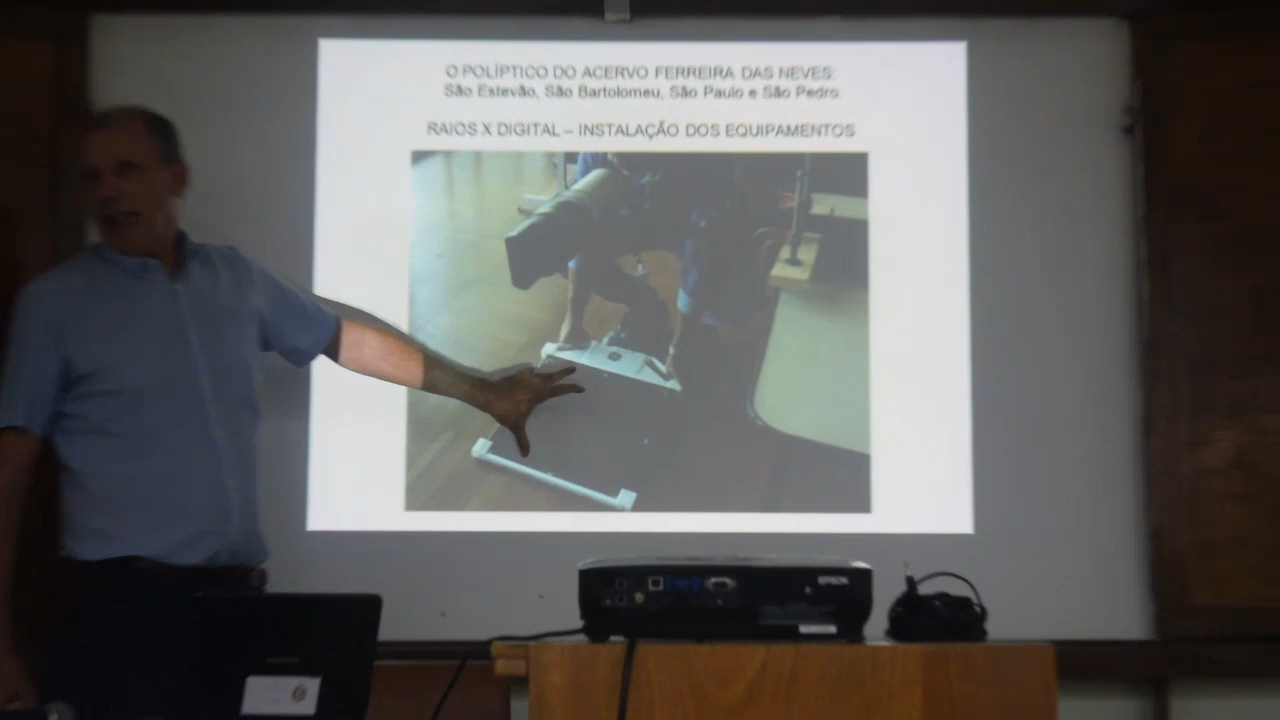 O POLÍPTICO DO ACERVO FERREIRA DAS NEVES:
São Estevão, São Bartolomeu, São Paulo e São Pedro.
RAIOS X DIGITAL – INSTALAÇÃO DOS EQUIPAMENTOS
EPSON